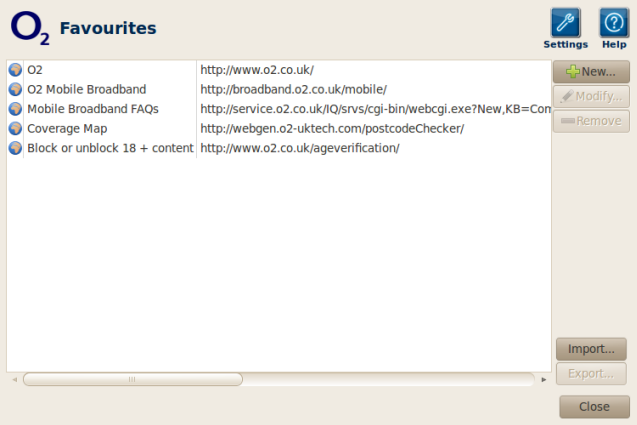 O2 Favourites
Settings Help
O2 http://www.o2.co.uk/
O2 Mobile Broadband http://broadband.o2.co.uk/mobile/
Mobile Broadband FAQs http://service.o2.co.uk/IQ/srvs/cgi-bin/webcgi.exe?New,KB=Com
Coverage Map http://webgen.o2-uktech.com/postcodeChecker/
Block or unblock 18 + content http://www.o2.co.uk/ageverification/
New...
Modify...
Remove
Import...
Export...
Close